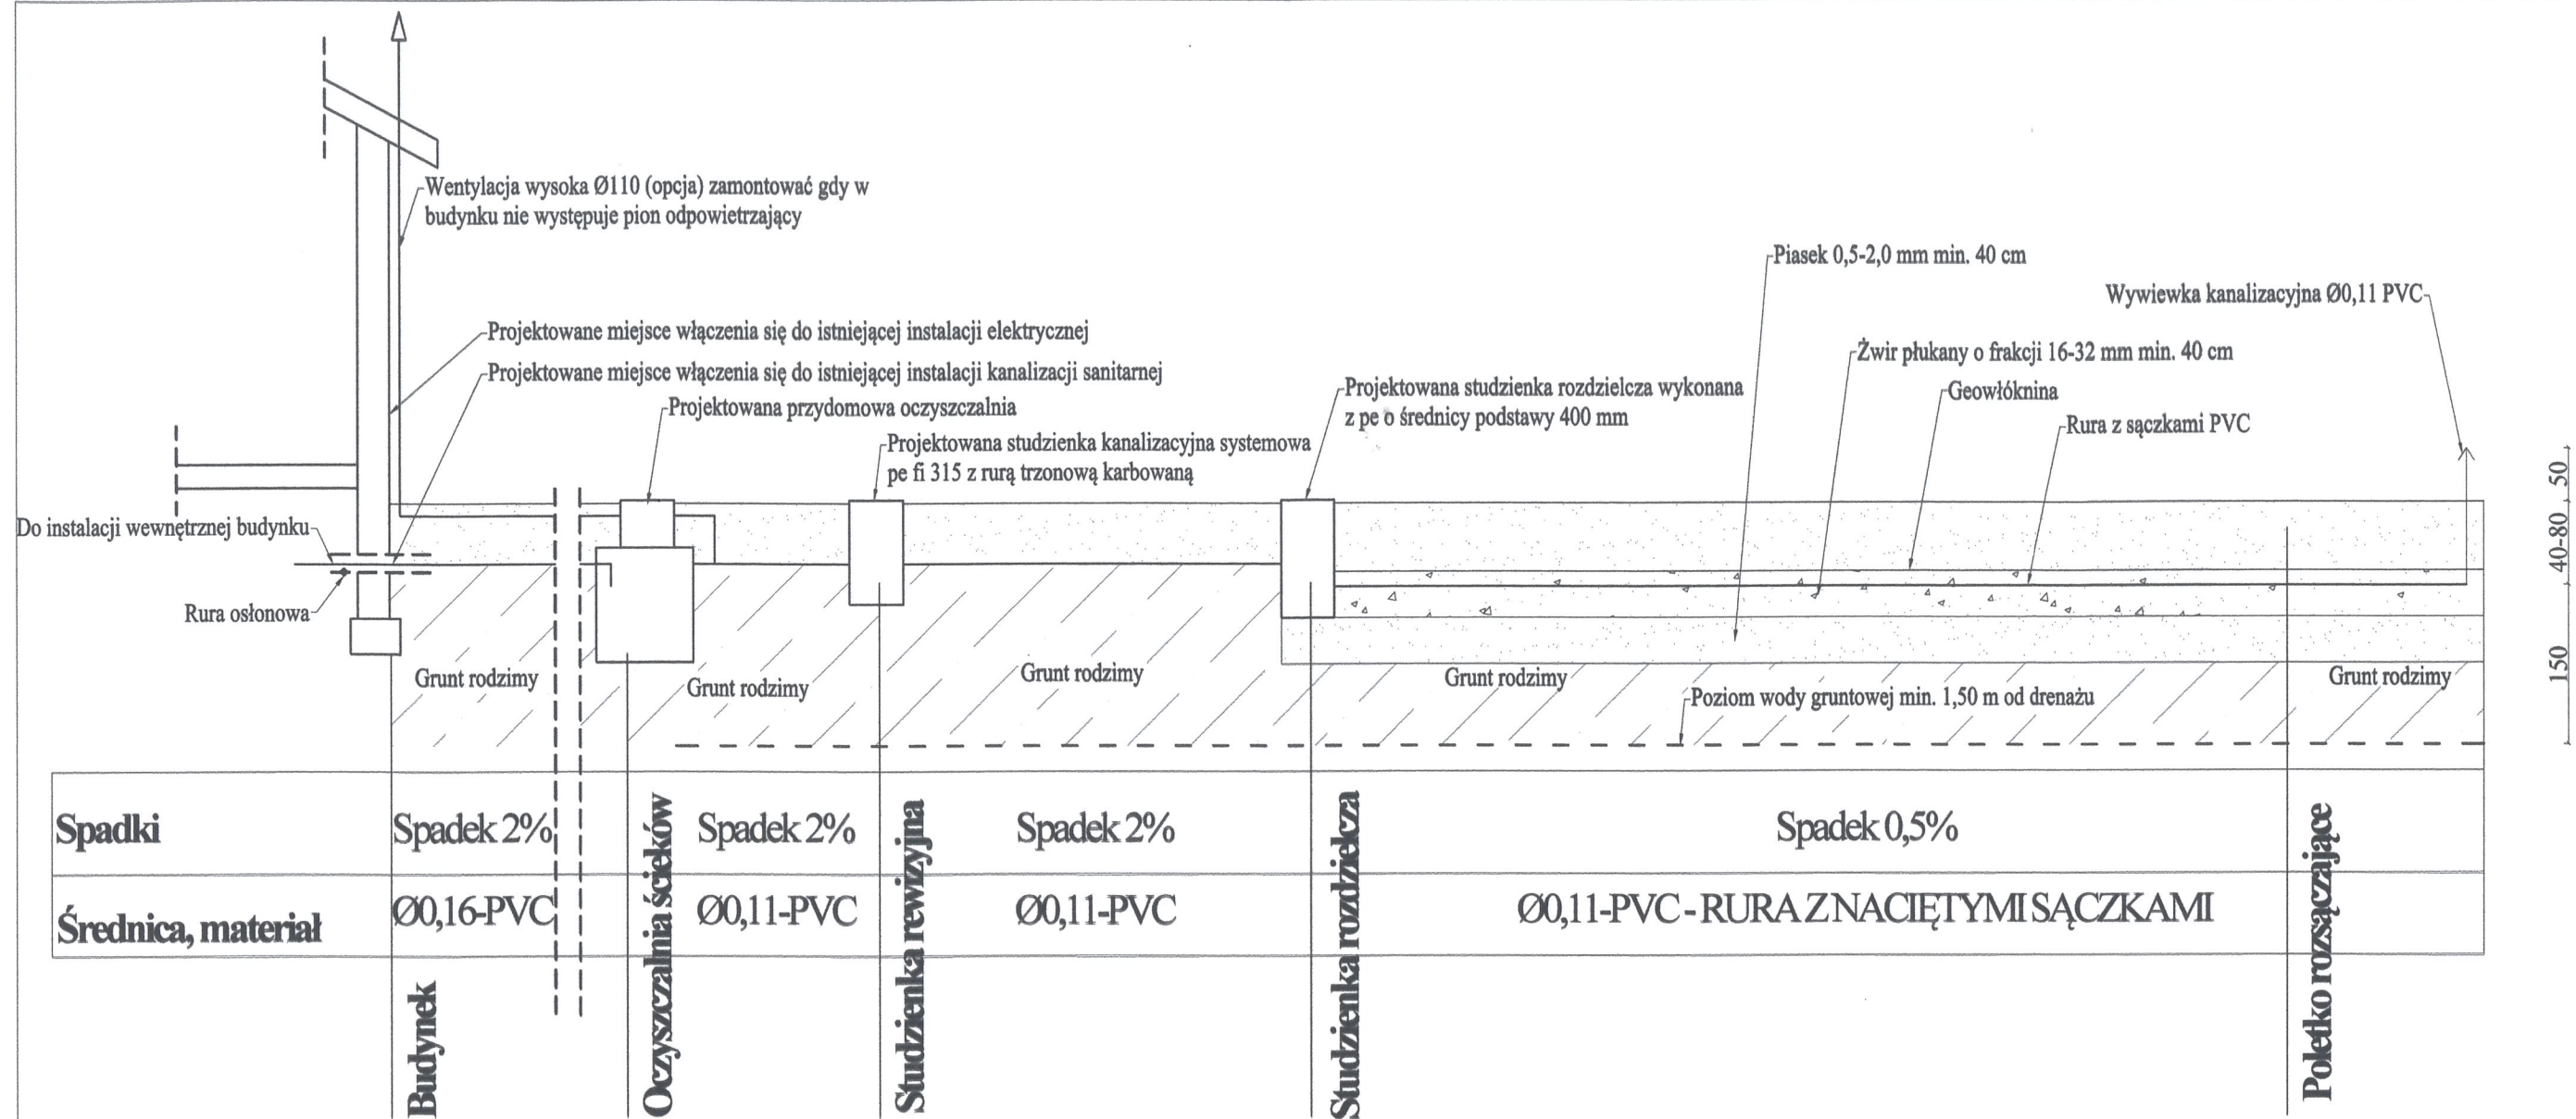 Wentylacja wysoka Ø110 (opcja) zamontować gdy w
budynku nie występuje pion odpowietrzający
Piasek 0,5-2,0 mm min. 40 cm
Wywiewka kanalizacyjna Ø0,11 PVC
Projektowane miejsce włączenia się do istniejącej instalacji elektrycznej
Żwir płukany o frakcji 16-32 mm min. 40 cm
Projektowane miejsce włączenia się do istniejącej instalacji kanalizacji sanitarnej
Projektowana studzienka rozdzielcza wykonana
z pe o średnicy podstawy 400 mm
Geowłóknina
Projektowana przydomowa oczyszczalnia
Rura z sączkami PVC
Projektowana studzienka kanalizacyjna systemowa
pe fi 315 z rurą trzonową karbowaną
50
40-80
150
Do instalacji wewnętrznej budynku
Rura osłonowa
Grunt rodzimy
Grunt rodzimy
Grunt rodzimy
Grunt rodzimy
Grunt rodzimy
Poziom wody gruntowej min. 1,50 m od drenażu
Spadki
Spadek 2%
Spadek 2%
Spadek 2%
Spadek 0,5%
Średnica, materiał
Ø0,16-PVC
Ø0,11-PVC
Ø0,11-PVC
Ø0,11-PVC - RURA Z NACIĘTYMI SĄCZKAMI
Budynek
Oczyszczalnia ścieków
Studzienka rewizyjna
Studzienka rozdzielcza
Poletko rozsączające